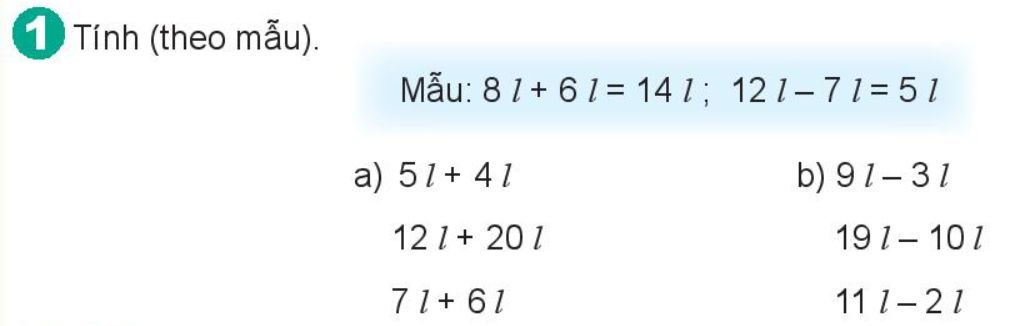 1 Tính (theo mẫu).
Mẫu: 8 l + 6 l = 14 l ; 12 l – 7 l = 5 l
a) 5 l + 4 l b) 9 l – 3 l
12 l + 20 l 19 l – 10 l
7 l + 6 l 11 l – 2 l